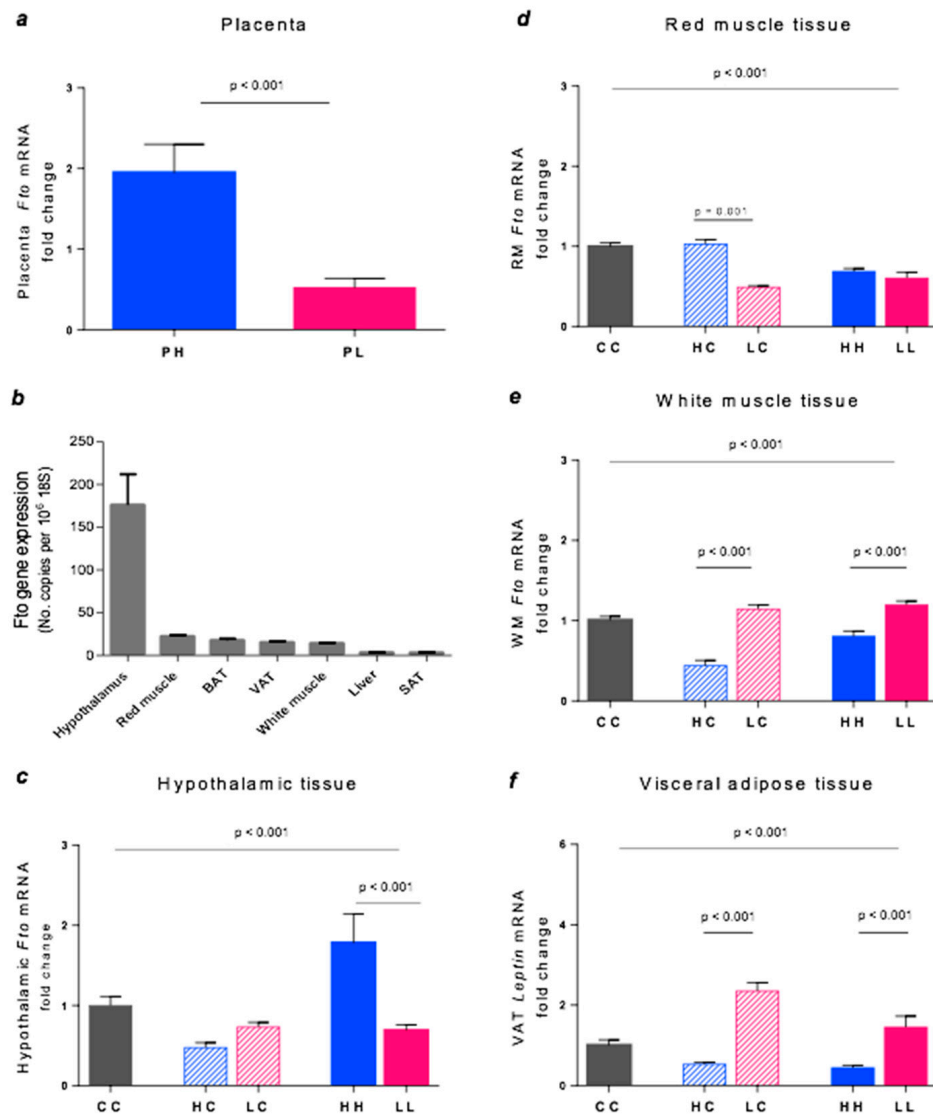 a
Placenta
Placenta Fto mRNA
fold change
3
2
1
0
p < 0.001
PH
PL
b
Fto gene expression
(No. copies per 10⁶ 18S)
250
200
150
100
50
0
Hypothalamus
Red muscle
BAT
VAT
White muscle
Liver
SAT
c
Hypothalamic tissue
Hypothalamic Fto mRNA
fold change
3
2
1
0
p < 0.001
p < 0.001
CC
HC
LC
HH
LL
d
Red muscle tissue
RM Fto mRNA
fold change
3
2
1
0
p < 0.001
p = 0.001
CC
HC
LC
HH
LL
e
White muscle tissue
WM Fto mRNA
fold change
3
2
1
0
p < 0.001
p < 0.001
p < 0.001
CC
HC
LC
HH
LL
f
Visceral adipose tissue
VAT Leptin mRNA
fold change
6
4
2
0
p < 0.001
p < 0.001
p < 0.001
CC
HC
LC
HH
LL